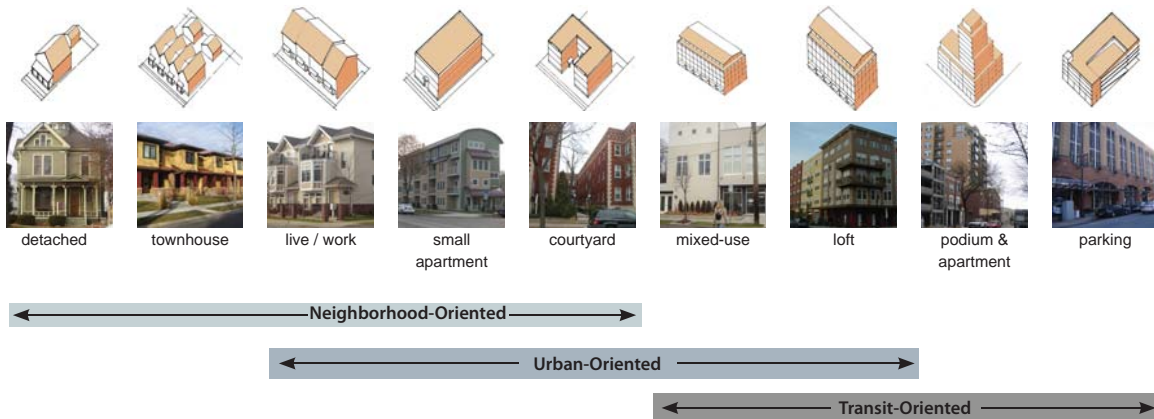 detached
townhouse
live / work
small
apartment
courtyard
mixed-use
loft
podium &
apartment
parking
Neighborhood-Oriented
Urban-Oriented
Transit-Oriented